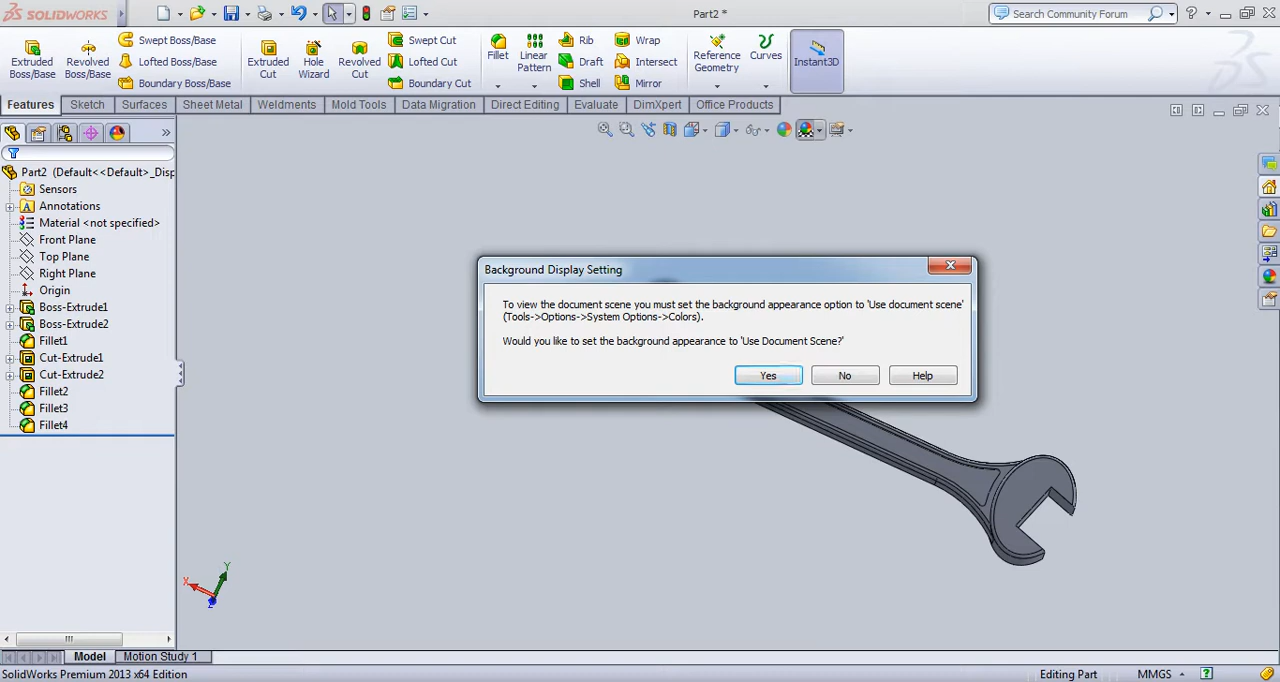 SOLIDWORKS
Part2 *
Search Community Forum
Extruded Boss/Base
Revolved Boss/Base
Swept Boss/Base
Lofted Boss/Base
Boundary Boss/Base
Extruded Cut
Hole Wizard
Revolved Cut
Swept Cut
Lofted Cut
Boundary Cut
Fillet
Linear Pattern
Rib
Draft
Shell
Wrap
Intersect
Mirror
Reference Geometry
Curves
Instant3D
Features Sketch Surfaces Sheet Metal Weldments Mold Tools Data Migration Direct Editing Evaluate DimXpert Office Products
Part2 (Default<<Default>_Disp
Sensors
Annotations
Material <not specified>
Front Plane
Top Plane
Right Plane
Origin
Boss-Extrude1
Boss-Extrude2
Fillet1
Cut-Extrude1
Cut-Extrude2
Fillet2
Fillet3
Fillet4
Background Display Setting
To view the document scene you must set the background appearance option to 'Use document scene'
(Tools->Options->System Options->Colors).
Would you like to set the background appearance to 'Use Document Scene?'
Yes No Help
Y
X
Z
Model Motion Study 1
SolidWorks Premium 2013 x64 Edition
Editing Part
MMGS